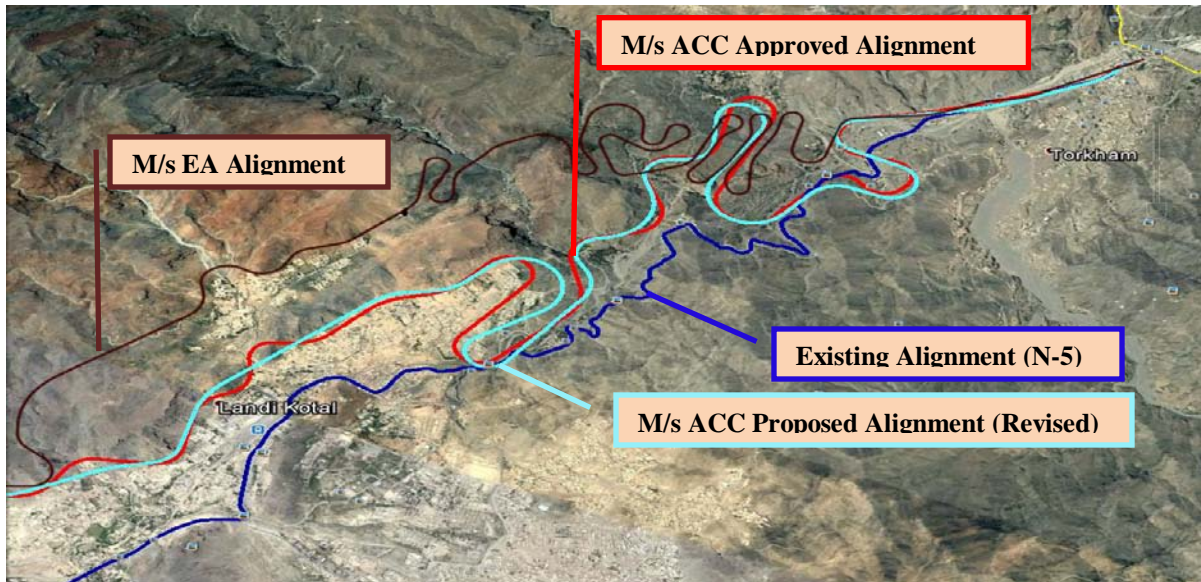 M/s ACC Approved Alignment
M/s EA Alignment
Torkham
Existing Alignment (N-5)
Landi Kotal
M/s ACC Proposed Alignment (Revised)